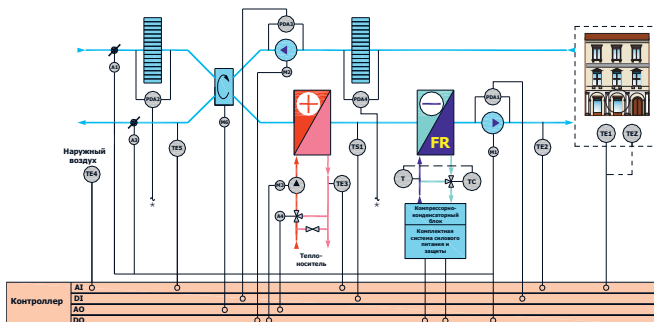 PDA3
A1
M2
PDA2
PDA4
PDA1
M6
A2
FR
M1
TE5
TS1
TE2
TE1
TEZ
Наружный
воздух
TE4
M3
TE3
T
TC
*
*
A4
Компрессорно-
конденсаторный
блок
Комплектная
система силового
питания и
защиты
Тепло-
носитель
Контроллер
AI
DI
AO
DO